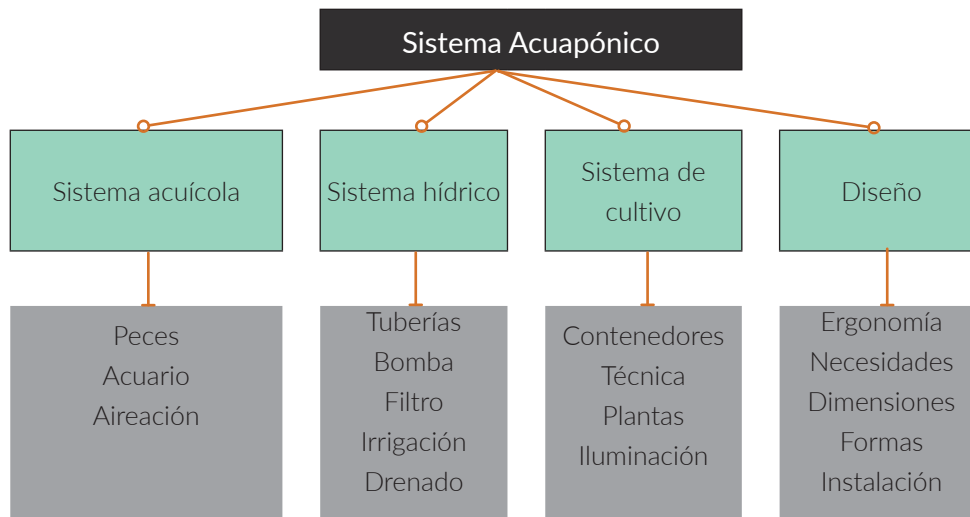 Sistema Acuapónico
Sistema acuícola
Sistema hídrico
Sistema de
cultivo
Diseño
Peces
Acuario
Aireación
Tuberías
Bomba
Filtro
Irrigación
Drenado
Contenedores
Técnica
Plantas
Iluminación
Ergonomía
Necesidades
Dimensiones
Formas
Instalación